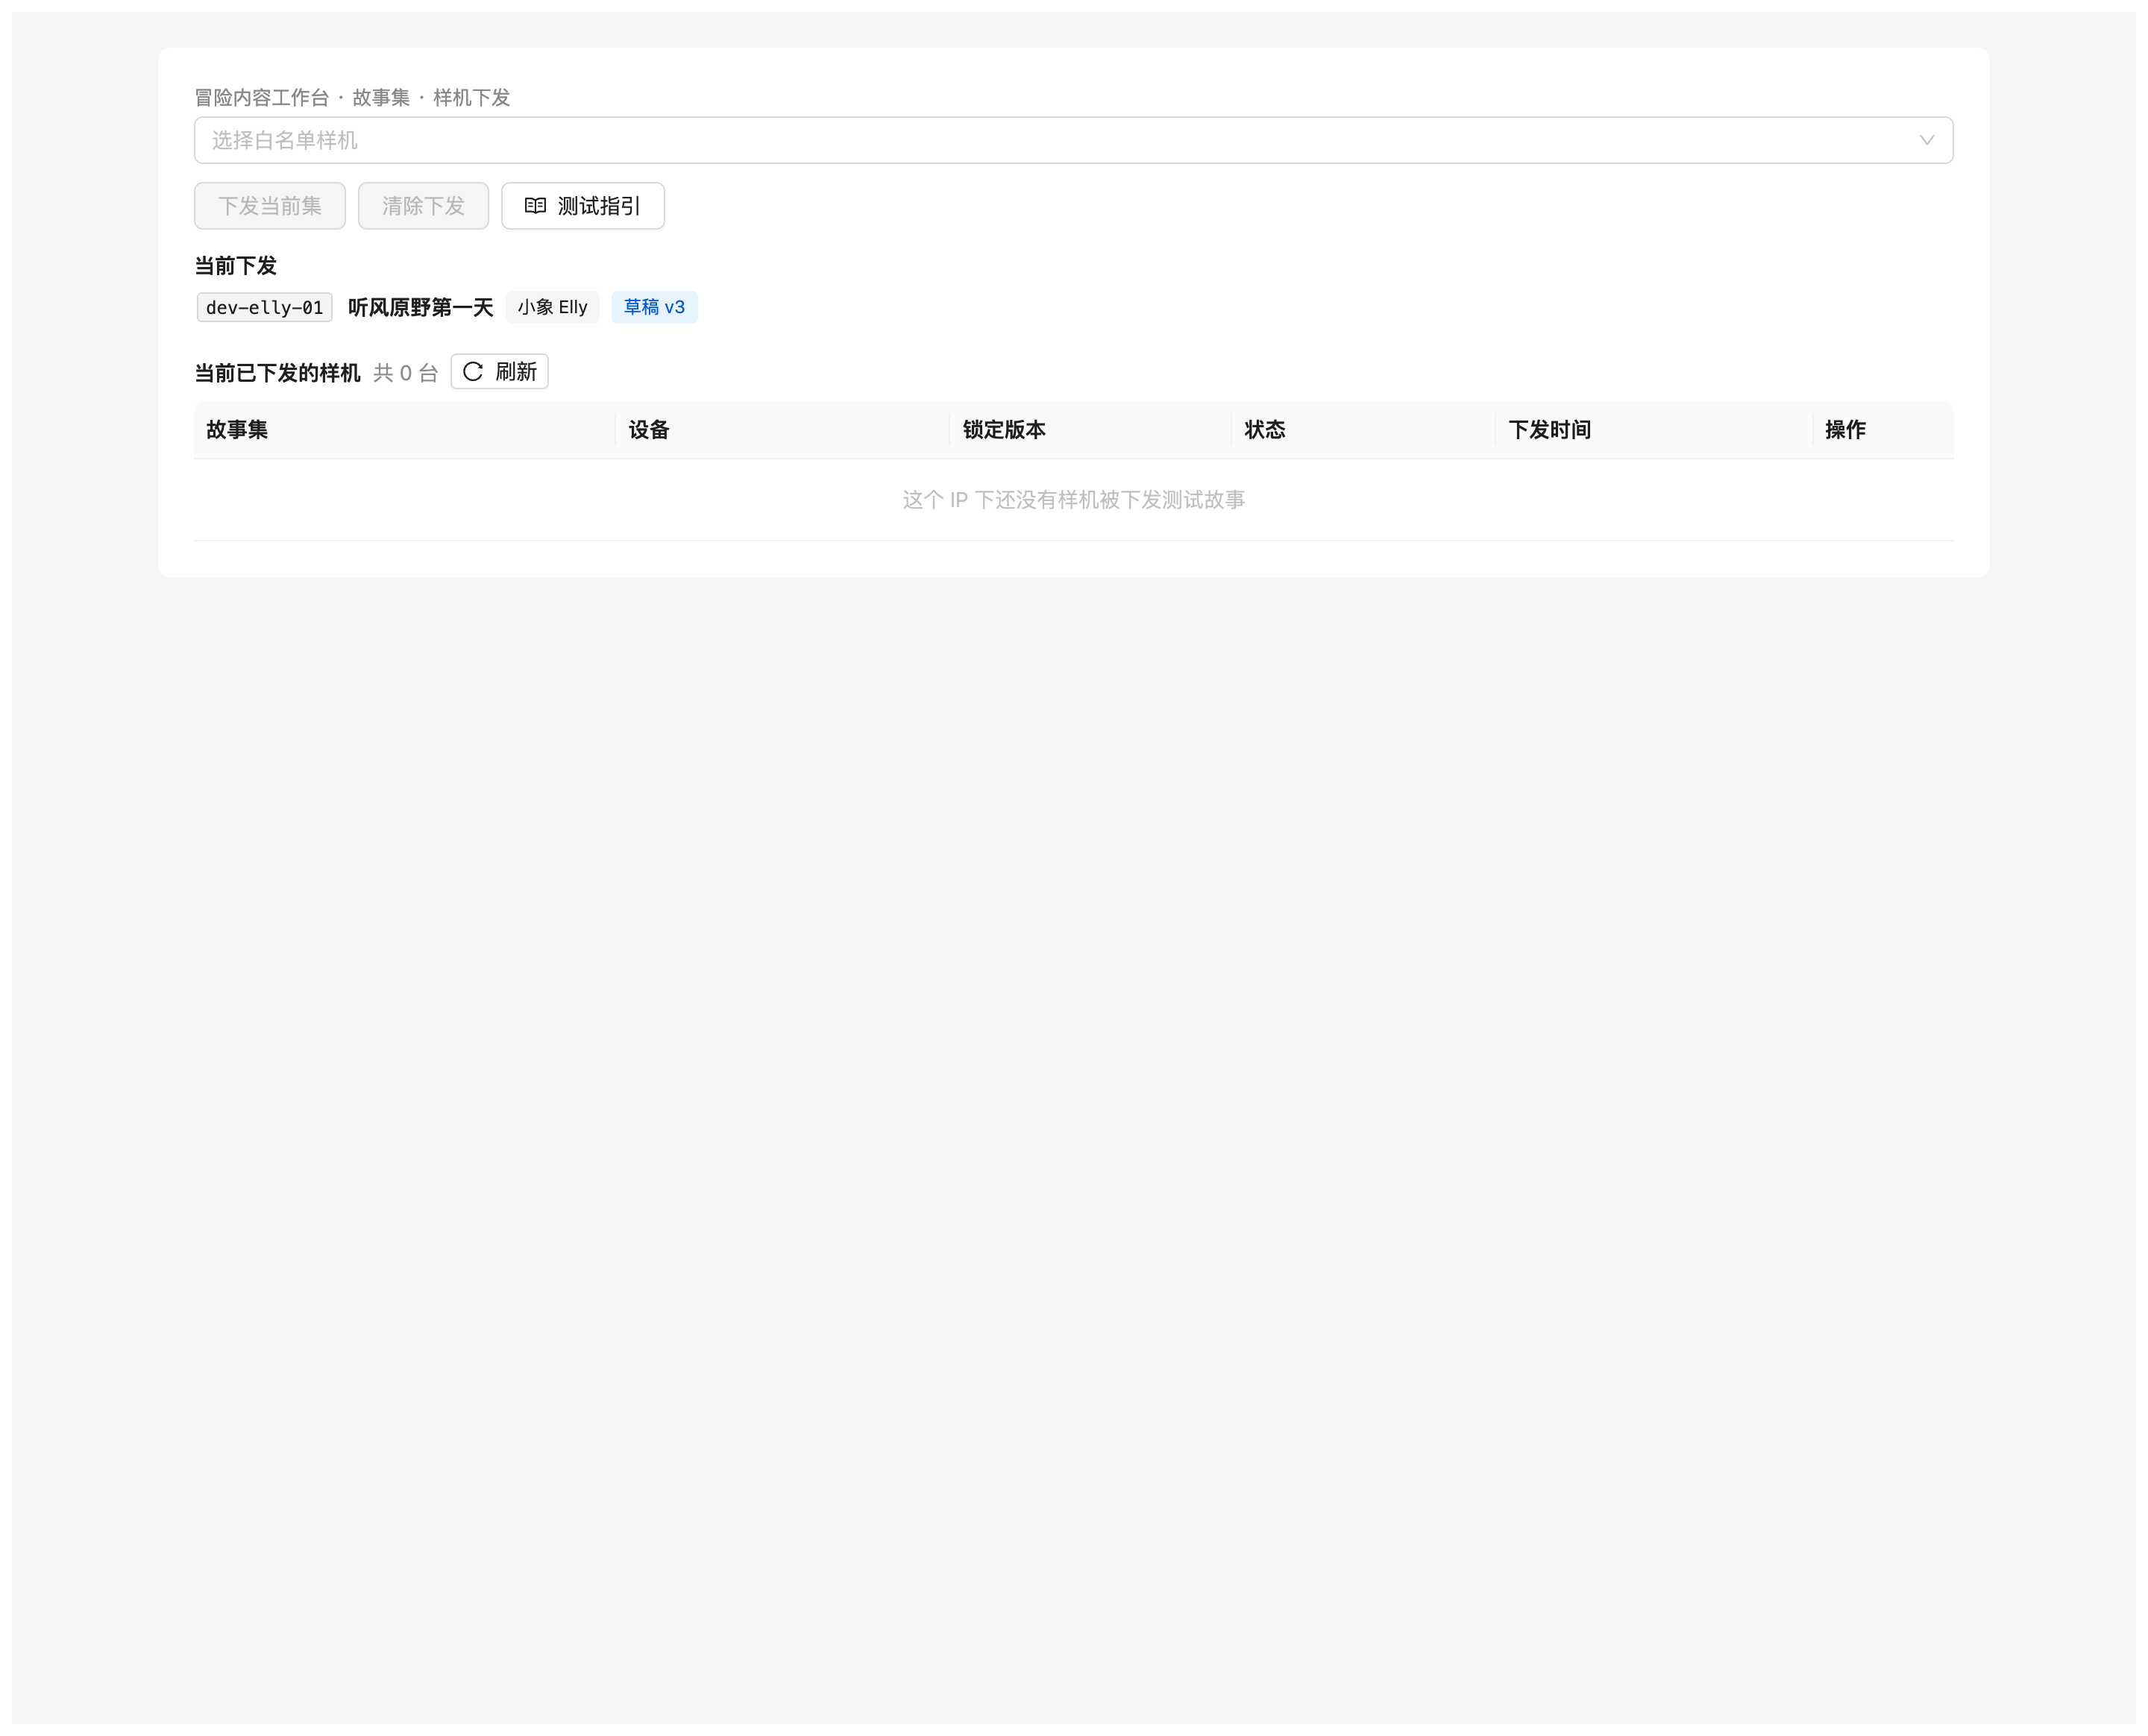 冒险内容工作台 · 故事集 · 样机下发
选择白名单样机
下发当前集 清除下发 测试指引
当前下发
dev-elly-01 听风原野第一天 小象 Elly 草稿 v3
当前已下发的样机 共 0 台 刷新
故事集 设备 锁定版本 状态 下发时间 操作
这个 IP 下还没有样机被下发测试故事